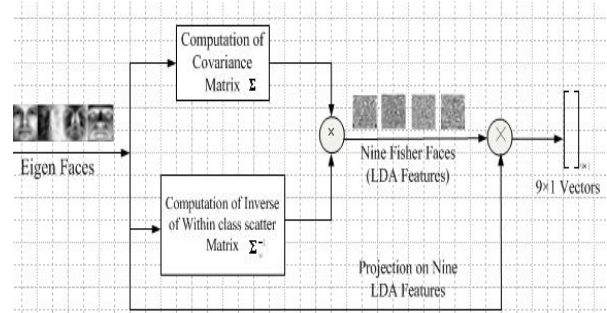 Computation of
Covariance
Matrix Σ
Eigen Faces
×
Nine Fisher Faces
(LDA Features)
×
9×1 Vectors
Computation of Inverse
of Within class scatter
Matrix Σ
Projection on Nine
LDA Features